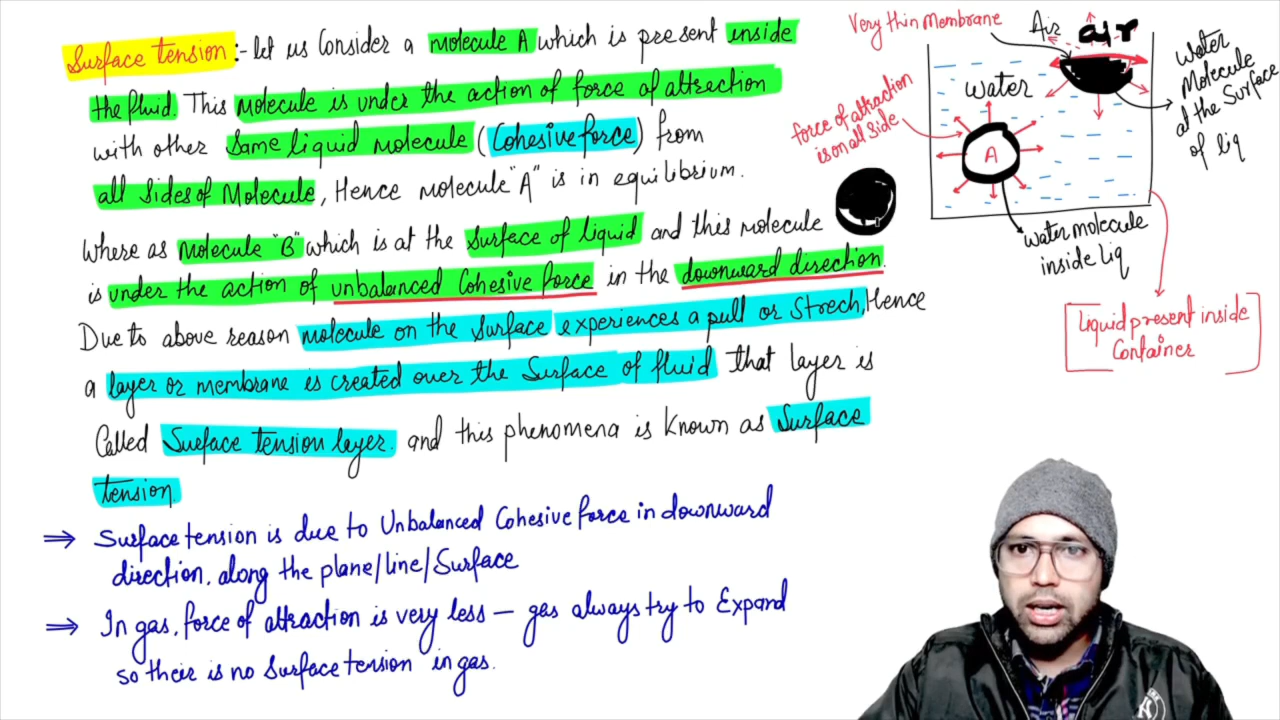 Surface tension :- let us Consider a molecule A which is present inside
the fluid. This molecule is under the action of force of attraction
with other Same liquid molecule (Cohesive force) from
all Sides of Molecule, Hence molecule "A" is in equilibrium.
Where as molecule "B" which is at the Surface of liquid and this molecule
is under the action of unbalanced Cohesive force in the downward direction.
Due to above reason molecule on the Surface experiences a pull or Strech, Hence
a layer or membrane is created over the Surface of fluid that layer is
Called Surface tension layer. and this phenomena is known as Surface
tension.
⇒ Surface tension is due to Unbalanced Cohesive force in downward
direction, along the plane/line/Surface
⇒ In gas, force of attraction is very less — gas always try to Expand
so their is no Surface tension in gas.
Very thin Membrane
Air
air
water
Molecule
at the Surface
of liq
water
force of attraction
is on all Side
A
water molecule
inside Liq
Liquid present inside
Container